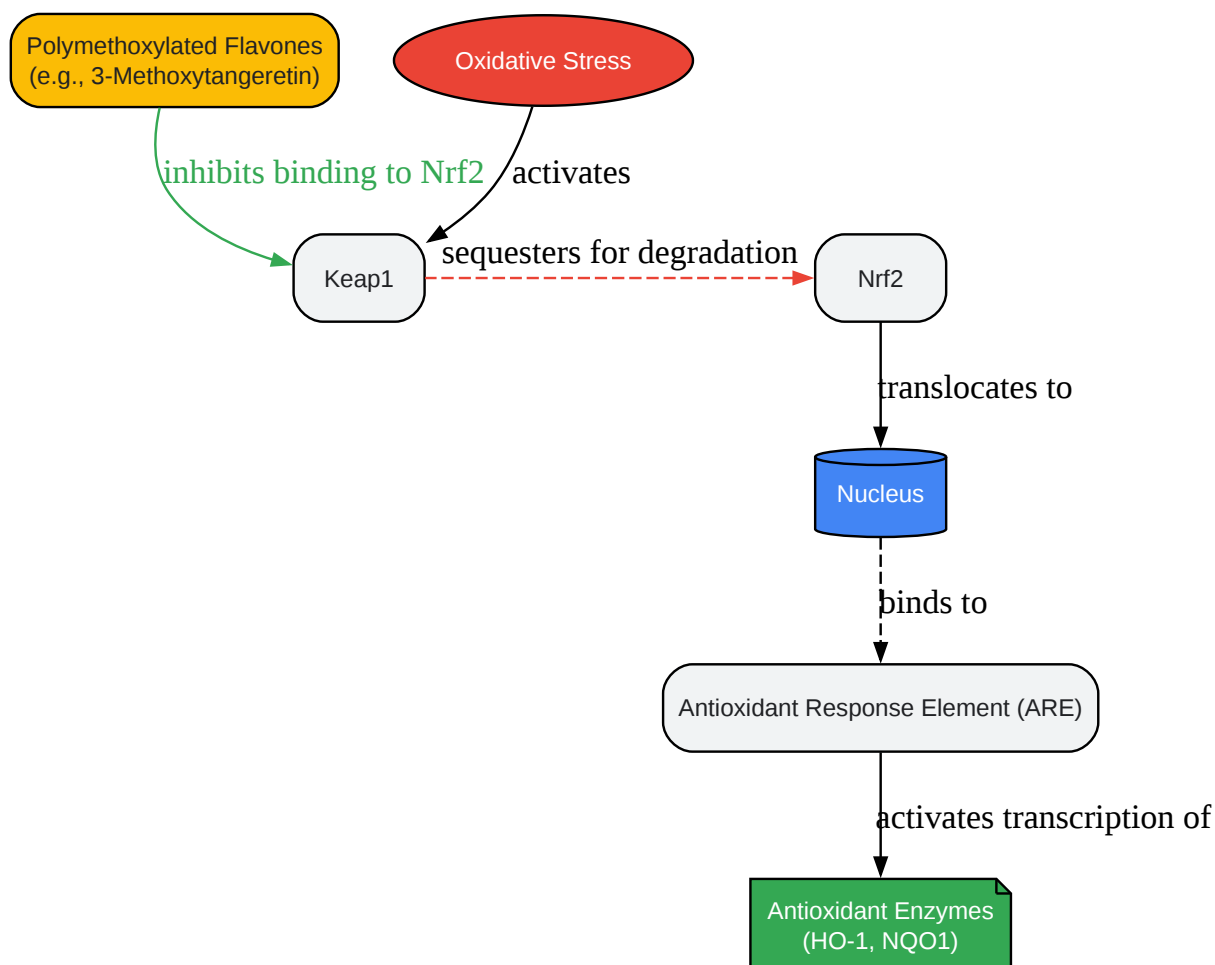 Polymethoxylated Flavones
(e.g., 3-Methoxytangeretin)
Oxidative Stress
inhibits binding to Nrf2
activates
sequesters for degradation
Keap1
Nrf2
translocates to
Nucleus
binds to
Antioxidant Response Element (ARE)
activates transcription of
Antioxidant Enzymes
(HO-1, NQO1)